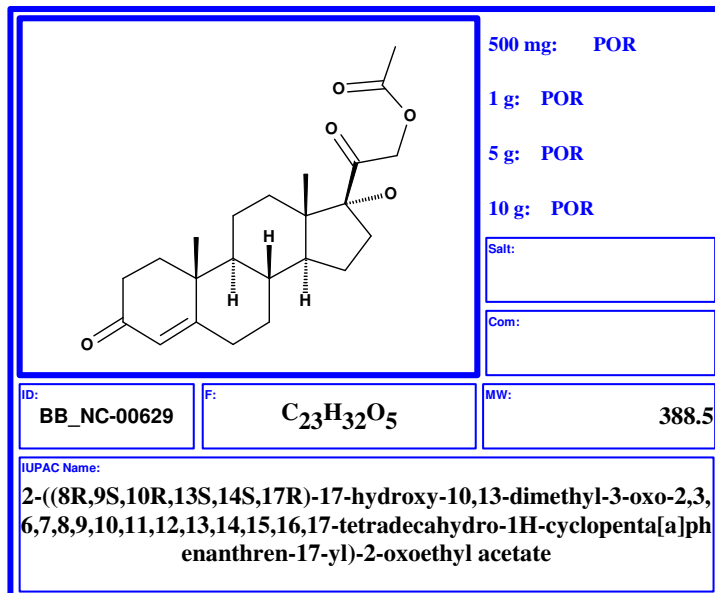 O
O
O
O
O
H
H
H
500 mg: POR
1 g: POR
5 g: POR
10 g: POR
Salt:
Com:
ID:
BB_NC-00629
F:
C23H32O5
MW:
388.5
IUPAC Name:
2-((8R,9S,10R,13S,14S,17R)-17-hydroxy-10,13-dimethyl-3-oxo-2,3,
6,7,8,9,10,11,12,13,14,15,16,17-tetradecahydro-1H-cyclopenta[a]ph
enanthren-17-yl)-2-oxoethyl acetate